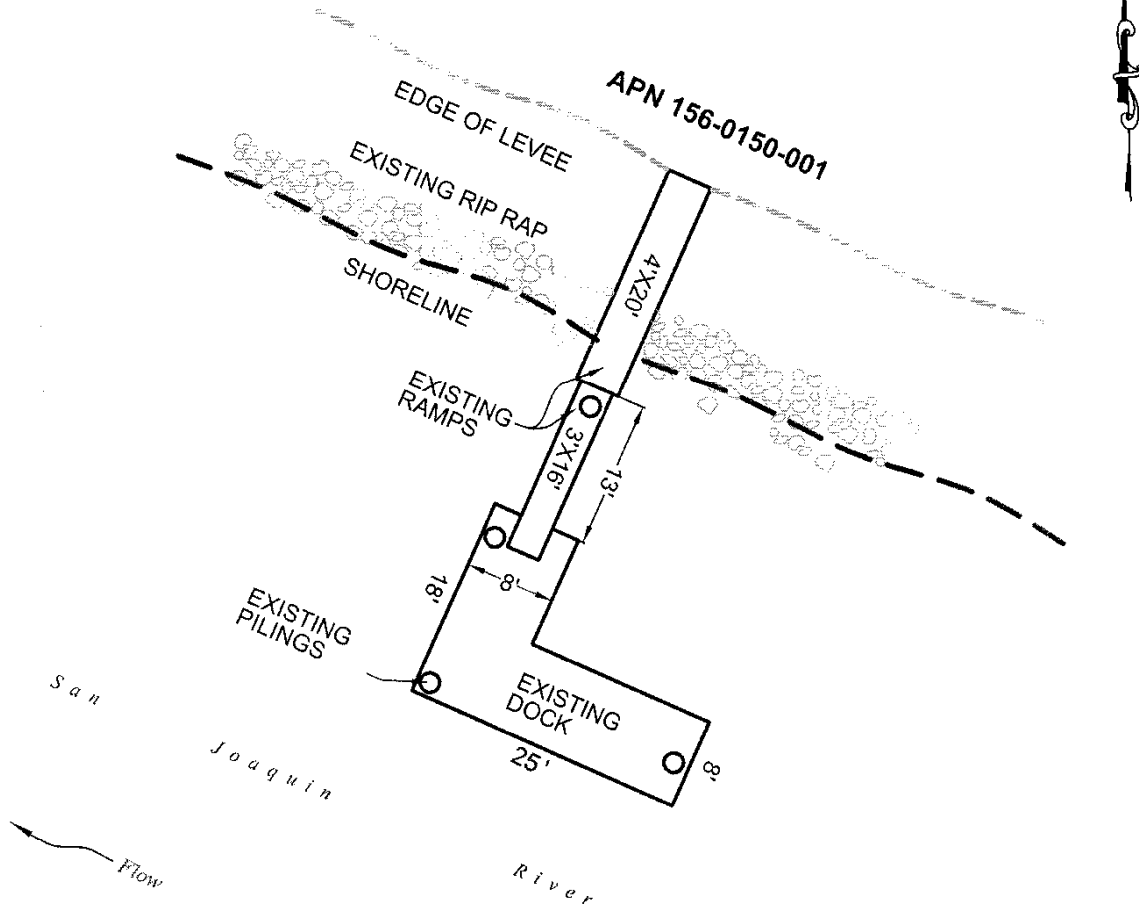 APN 156-0150-001
EDGE OF LEVEE
EXISTING RIP RAP
SHORELINE
4'X20'
EXISTING
RAMPS
3'X16'
13'
8'
18'
EXISTING
PILINGS
EXISTING
DOCK
25'
8'
San
Joaquin
River
Flow